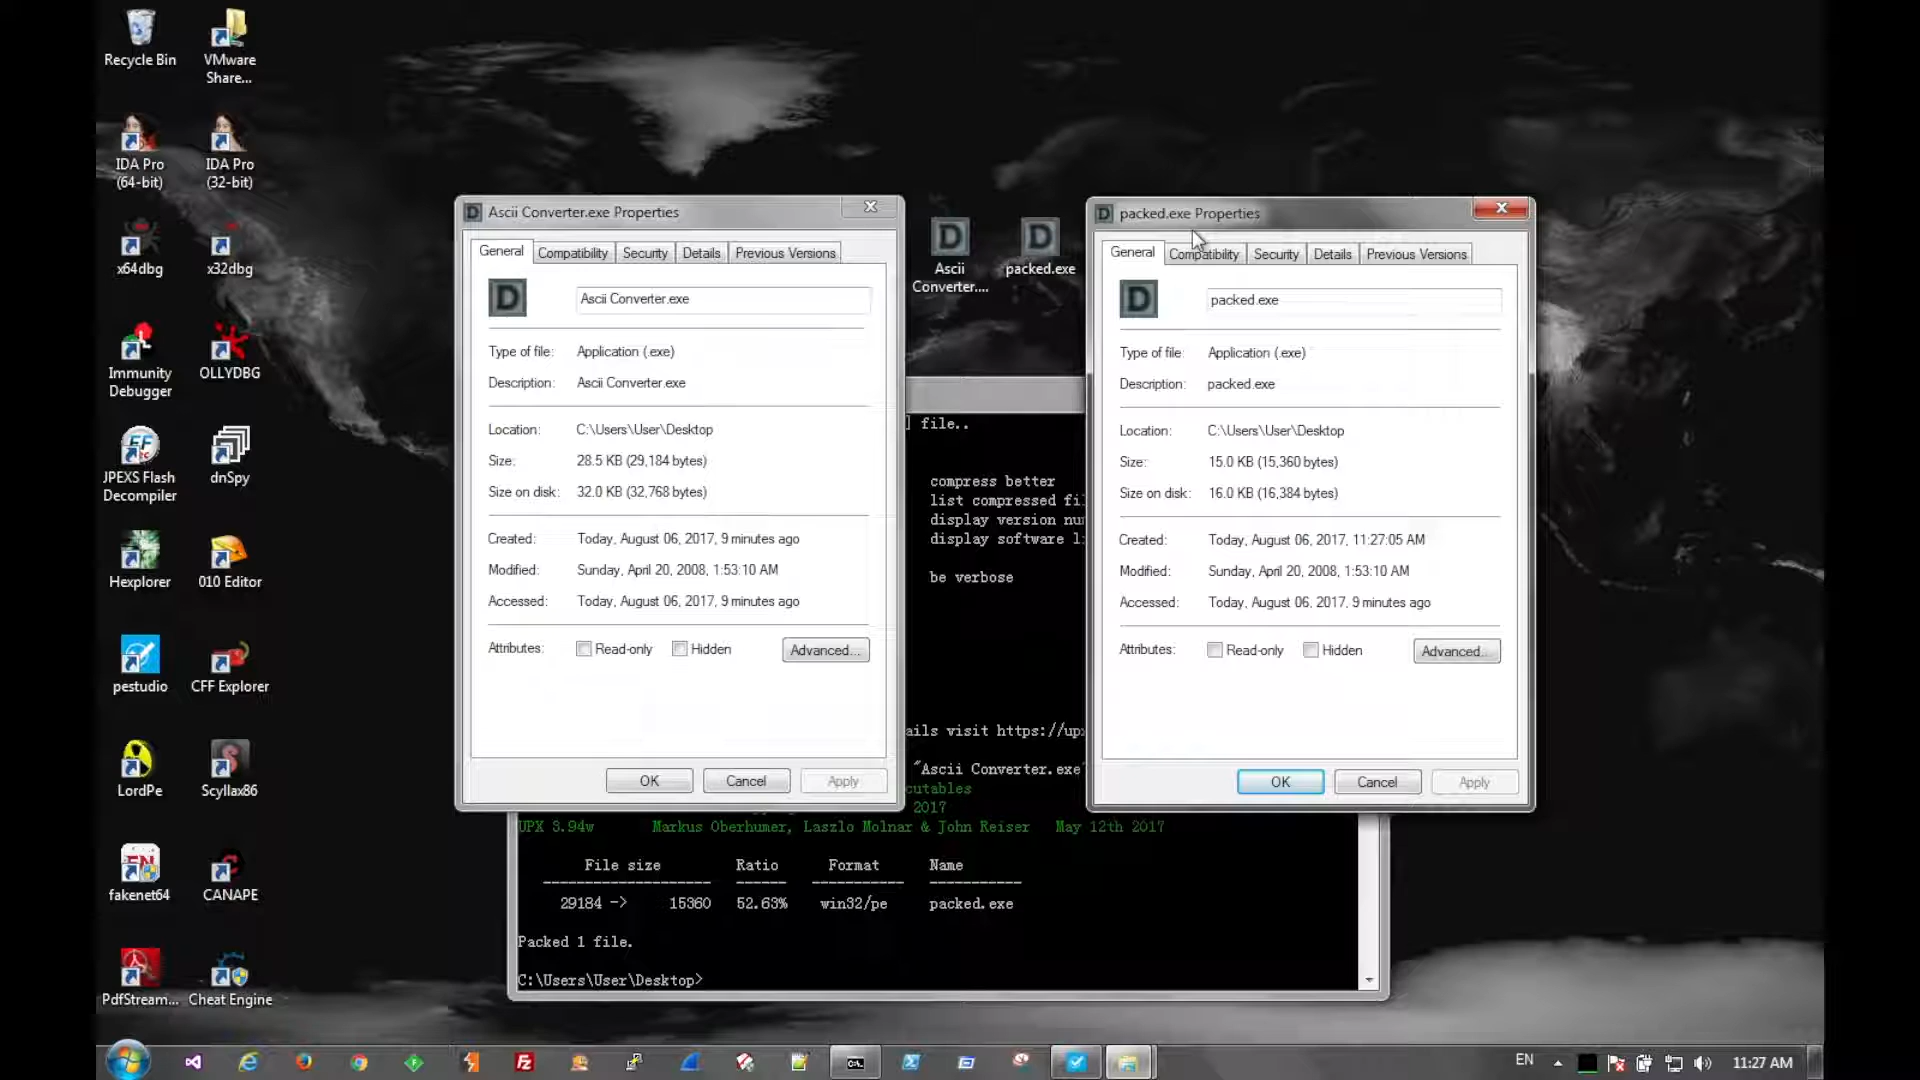 Recycle Bin
VMware
Share...
IDA Pro
(64-bit)
IDA Pro
(32-bit)
x64dbg
x32dbg
Immunity
Debugger
OLLYDBG
JPEXS Flash
Decompiler
dnSpy
Hexplorer
010 Editor
pestudio
CFF Explorer
LordPe
Scyllax86
fakenet64
CANAPE
PdfStream...
Cheat Engine
Ascii
Converter....
packed.exe
Ascii Converter.exe Properties
General
Compatibility
Security
Details
Previous Versions
Ascii Converter.exe
Type of file: Application (.exe)
Description: Ascii Converter.exe
Location: C:\Users\User\Desktop
Size: 28.5 KB (29,184 bytes)
Size on disk: 32.0 KB (32,768 bytes)
Created: Today, August 06, 2017, 9 minutes ago
Modified: Sunday, April 20, 2008, 1:53:10 AM
Accessed: Today, August 06, 2017, 9 minutes ago
Attributes: Read-only Hidden Advanced...
OK Cancel Apply
packed.exe Properties
General
Compatibility
Security
Details
Previous Versions
packed.exe
Type of file: Application (.exe)
Description: packed.exe
Location: C:\Users\User\Desktop
Size: 15.0 KB (15,360 bytes)
Size on disk: 16.0 KB (16,384 bytes)
Created: Today, August 06, 2017, 11:27:05 AM
Modified: Sunday, April 20, 2008, 1:53:10 AM
Accessed: Today, August 06, 2017, 9 minutes ago
Attributes: Read-only Hidden Advanced...
OK Cancel Apply
] file..
compress better
list compressed fi
display version nu
display software l
be verbose
ails visit https://up
"Ascii Converter.exe"
cutables
2017
UPX 3.94w Markus Oberhumer, Laszlo Molnar & John Reiser May 12th 2017
File size Ratio Format Name
-------------------- ------ ----------- -----------
29184 -> 15360 52.63% win32/pe packed.exe
Packed 1 file.
C:\Users\User\Desktop>
EN
11:27 AM